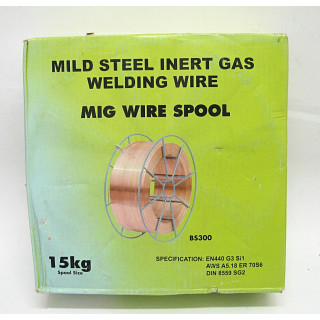 MILD STEEL INERT GAS
WELDING WIRE
MIG WIRE SPOOL
BS300
15kg
Spool Size
SPECIFICATION: EN440 G3 Si1
AWS A5.18 ER 70S6
DIN 8559 SG2